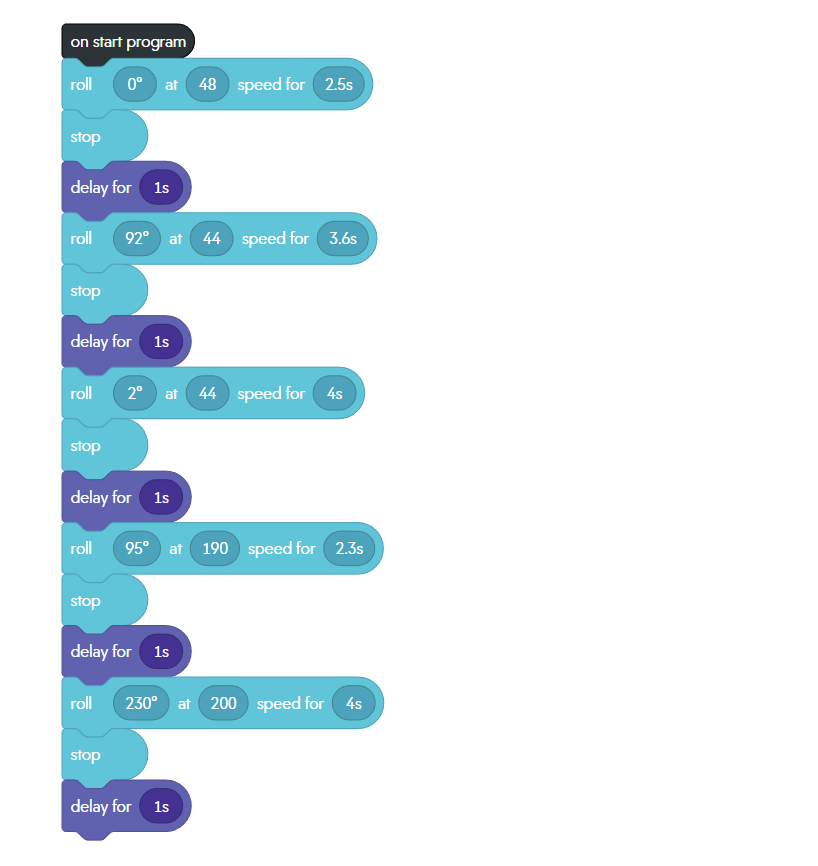 on start program
roll 0° at 48 speed for 2.5s
stop
delay for 1s
roll 92° at 44 speed for 3.6s
stop
delay for 1s
roll 2° at 44 speed for 4s
stop
delay for 1s
roll 95° at 190 speed for 2.3s
stop
delay for 1s
roll 230° at 200 speed for 4s
stop
delay for 1s